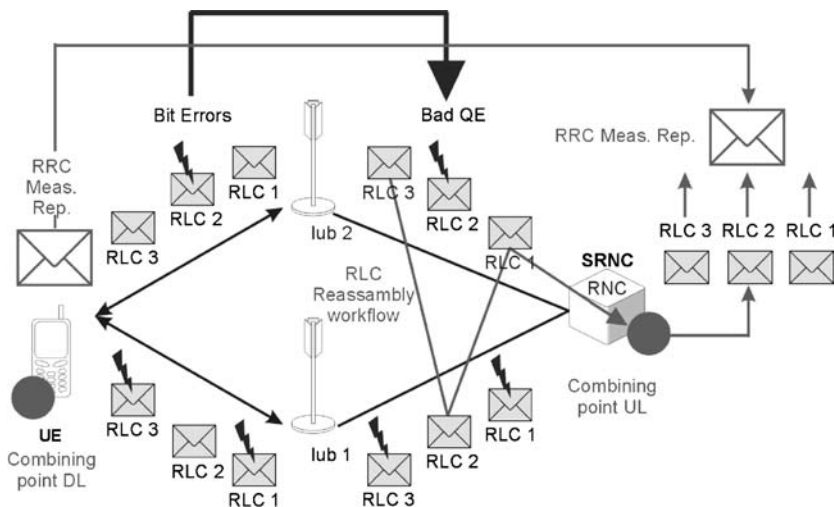 Bit Errors
Bad QE
RRC Meas. Rep.
RRC
Meas.
Rep.
RLC 1
RLC 2
RLC 3
RLC 3
RLC 2
RLC 1
Iub 2
RLC 3
RLC 2
RLC 1
SRNC
RNC
RLC
Reassambly
workflow
UE
Combining
point DL
RLC 3
RLC 2
RLC 1
Iub 1
RLC 1
RLC 2
RLC 3
Combining
point UL